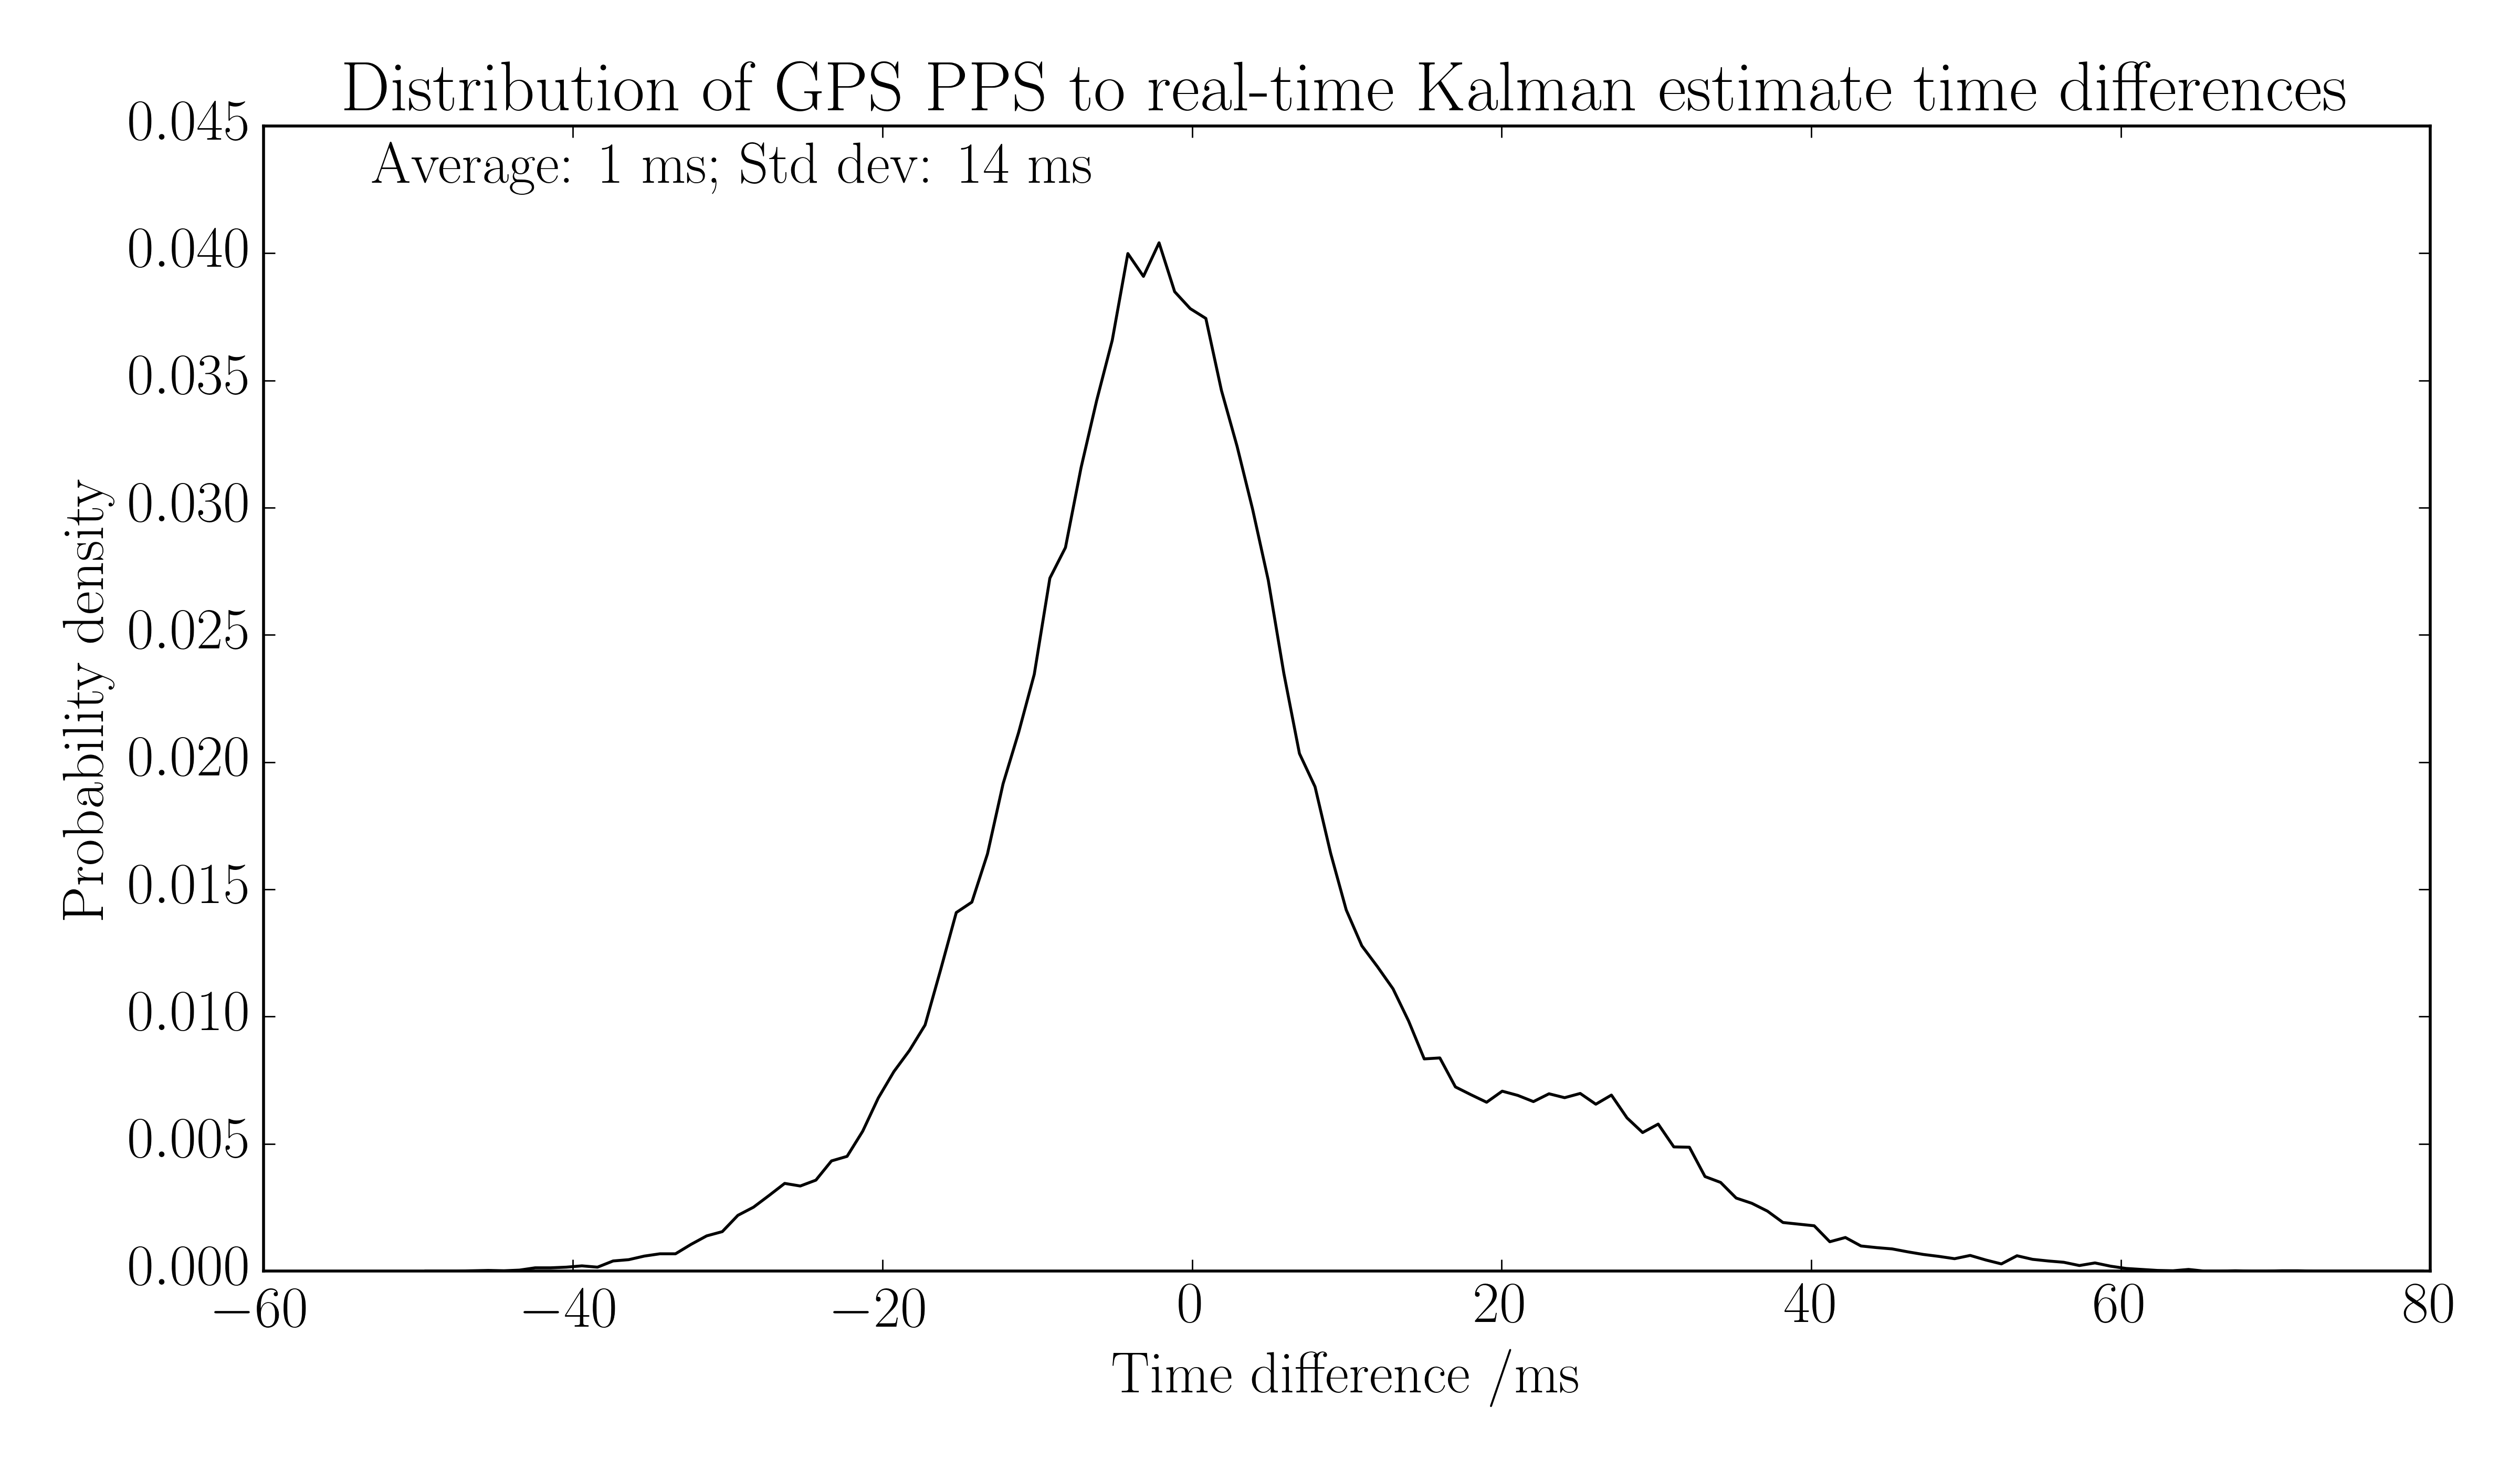 Distribution of GPS PPS to real-time Kalman estimate time differences
Average: 1 ms; Std dev: 14 ms
0.045
0.040
0.035
0.030
0.025
0.020
0.015
0.010
0.005
0.000
Probability density
−60 −40 −20 0 20 40 60 80
Time difference /ms